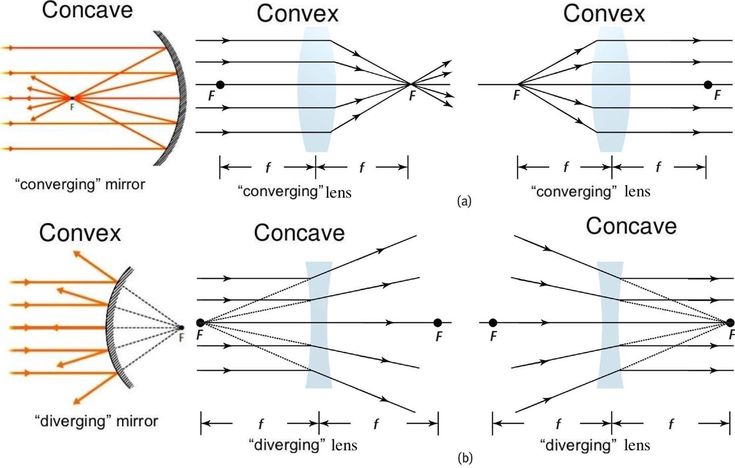 Concave
Convex
Convex
F
F
F
F
F
f
f
f
f
"converging" mirror
"converging" lens
"converging" lens
(a)
Convex
Concave
Concave
F
F
F
F
F
f
f
f
f
"diverging" mirror
"diverging" lens
"diverging" lens
(b)